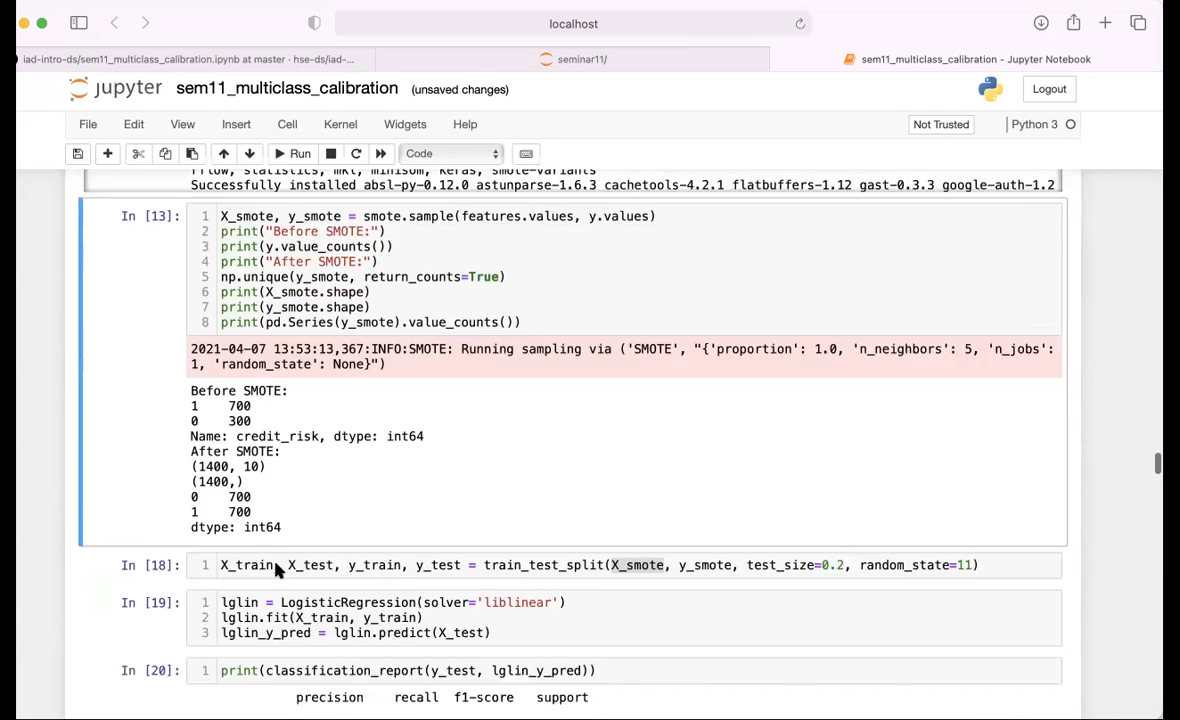 localhost
iad-intro-ds/sem11_multiclass_calibration.ipynb at master · hse-ds/iad-...
seminar11/
sem11_multiclass_calibration - Jupyter Notebook
jupyter sem11_multiclass_calibration (unsaved changes)
Logout
File Edit View Insert Cell Kernel Widgets Help
Not Trusted
Python 3
Run
Code
fflow, statistics, mkl, minisom, Keras, smote-variants
Successfully installed absl-py-0.12.0 astunparse-1.6.3 cachetools-4.2.1 flatbuffers-1.12 gast-0.3.3 google-auth-1.2
In [13]:
1 X_smote, y_smote = smote.sample(features.values, y.values)
2 print("Before SMOTE:")
3 print(y.value_counts())
4 print("After SMOTE:")
5 np.unique(y_smote, return_counts=True)
6 print(X_smote.shape)
7 print(y_smote.shape)
8 print(pd.Series(y_smote).value_counts())
2021-04-07 13:53:13,367:INFO:SMOTE: Running sampling via ('SMOTE', "{'proportion': 1.0, 'n_neighbors': 5, 'n_jobs':
1, 'random_state': None}")
Before SMOTE:
1 700
0 300
Name: credit_risk, dtype: int64
After SMOTE:
(1400, 10)
(1400,)
0 700
1 700
dtype: int64
In [18]:
1 X_train, X_test, y_train, y_test = train_test_split(X_smote, y_smote, test_size=0.2, random_state=11)
In [19]:
1 lglin = LogisticRegression(solver='liblinear')
2 lglin.fit(X_train, y_train)
3 lglin_y_pred = lglin.predict(X_test)
In [20]:
1 print(classification_report(y_test, lglin_y_pred))
precision recall f1-score support